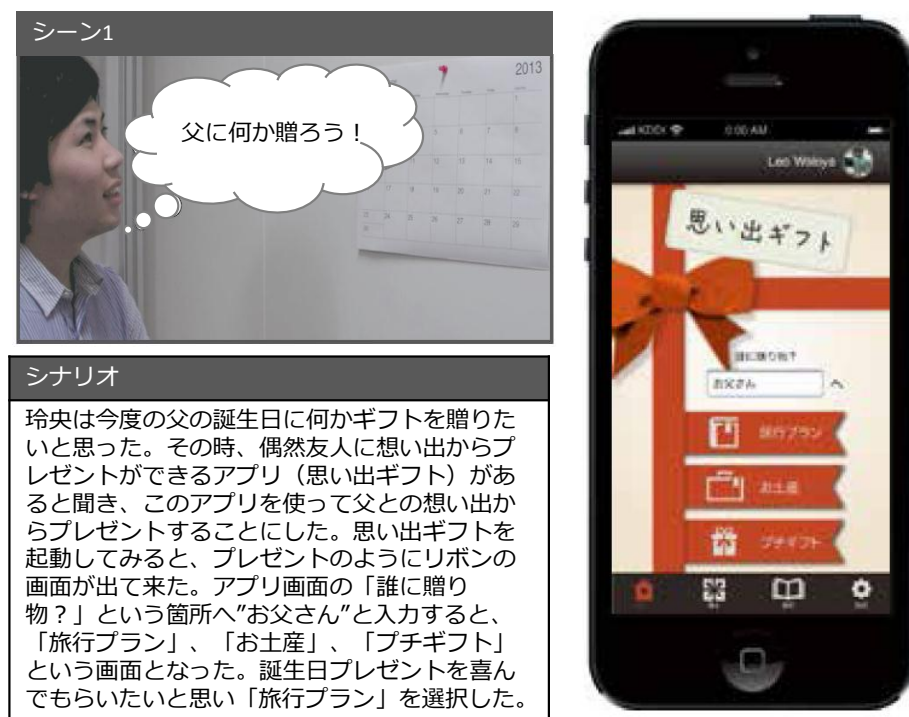 シーン1
2013
父に何か贈ろう！
シナリオ
玲央は今度の父の誕生日に何かギフトを贈りた
いと思った。その時、偶然友人に想い出からプ
レゼントができるアプリ（思い出ギフト）があ
ると聞き、このアプリを使って父との想い出か
らプレゼントすることにした。思い出ギフトを
起動してみると、プレゼントのようにリボンの
画面が出て来た。アプリ画面の「誰に贈り
物？」という箇所へ”お父さん”と入力すると、
「旅行プラン」、「お土産」、「プチギフト」
という画面となった。誕生日プレゼントを喜ん
でもらいたいと思い「旅行プラン」を選択した。
KDDI
0:00 AM
思い出ギフト
誰に贈り物?
お父さん
へ
旅行プラン
お土産
プチギフト